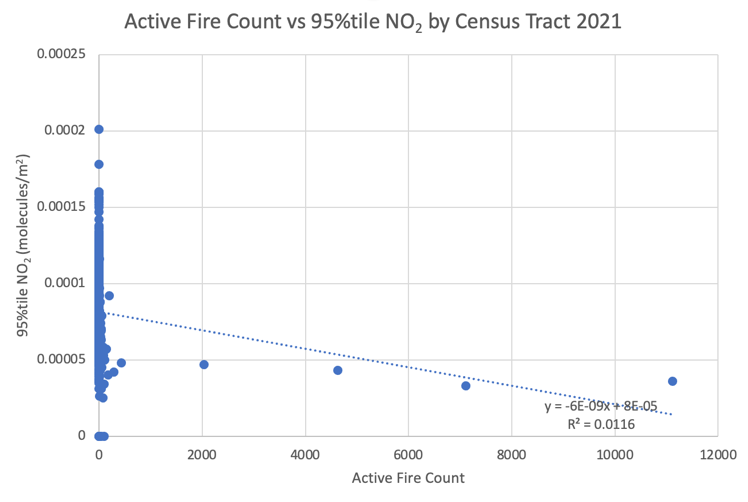 Active Fire Count vs 95%tile NO₂ by Census Tract 2021
0.00025
0.0002
0.00015
0.0001
0.00005
0
95%tile NO₂ (molecules/m²)
y = -6E-09x + 8E-05
R² = 0.0116
0 2000 4000 6000 8000 10000 12000
Active Fire Count